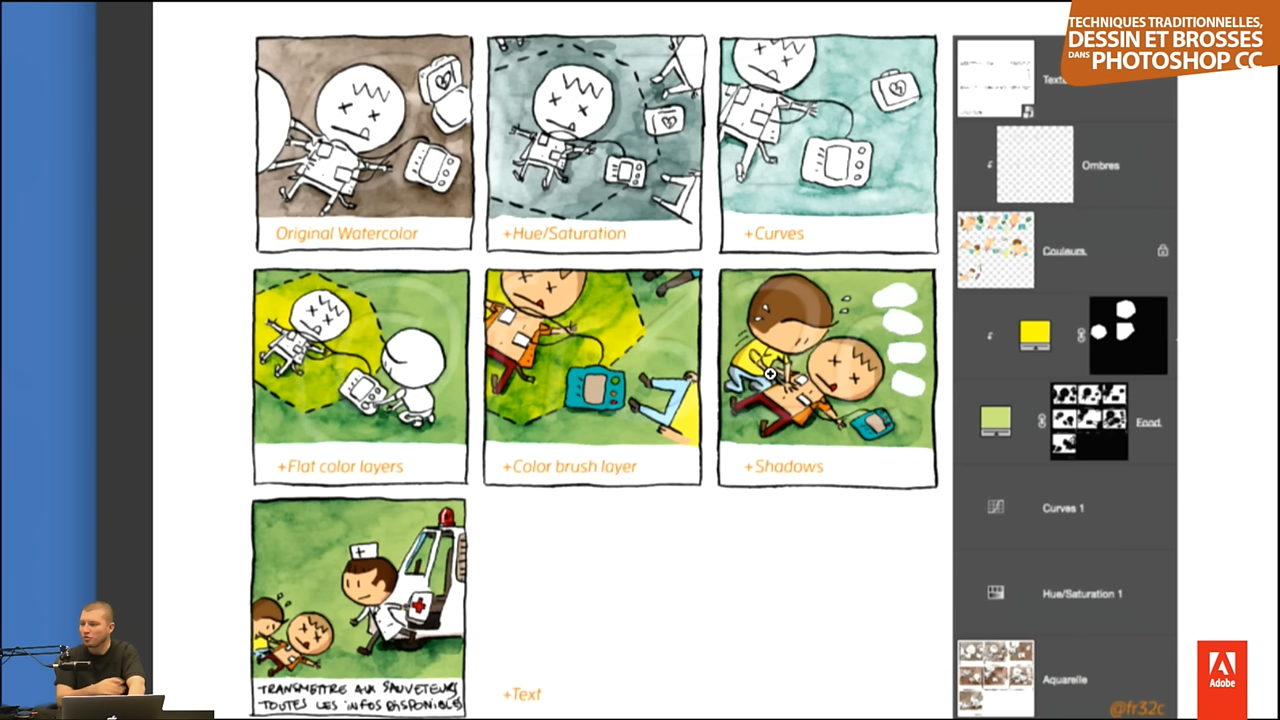 TECHNIQUES TRADITIONNELLES,
DESSIN ET BROSSES
DANS PHOTOSHOP CC
Original Watercolor
+Hue/Saturation
+Curves
+Flat color layers
+Color brush layer
+Shadows
TRANSMETTRE AUX SAUVETEURS
TOUTES LES INFOS DISPONIBLES
+Text
Ombres
Couleurs
Fond
Curves 1
Hue/Saturation 1
Aquarelle
@fr32c
Adobe